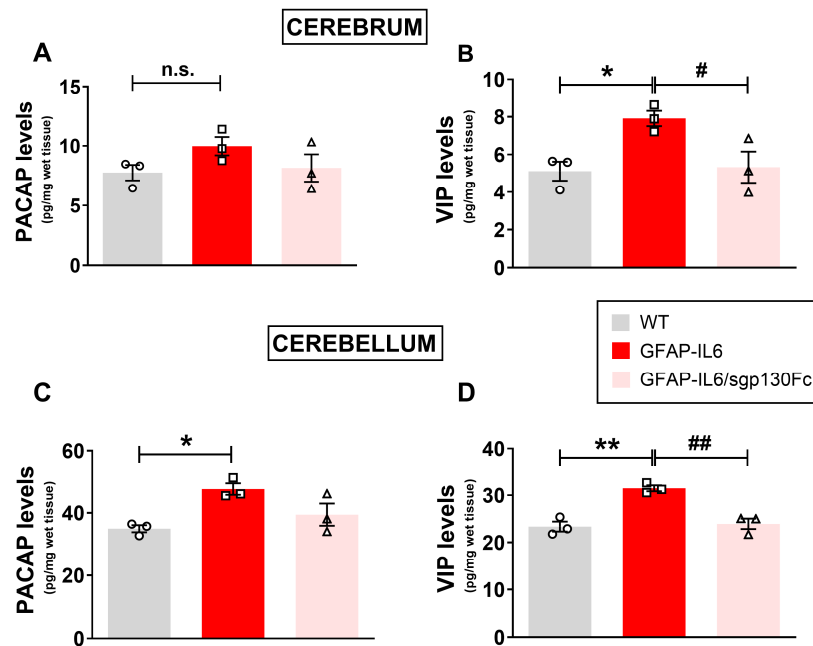 CEREBRUM
A
n.s.
PACAP levels
(pg/mg wet tissue)
15
10
5
0
B
*
#
VIP levels
(pg/mg wet tissue)
10
8
6
4
2
0
CEREBELLUM
WT
GFAP-IL6
GFAP-IL6/sgp130Fc
C
*
PACAP levels
(pg/mg wet tissue)
60
40
20
0
D
**
##
VIP levels
(pg/mg wet tissue)
40
30
20
10
0